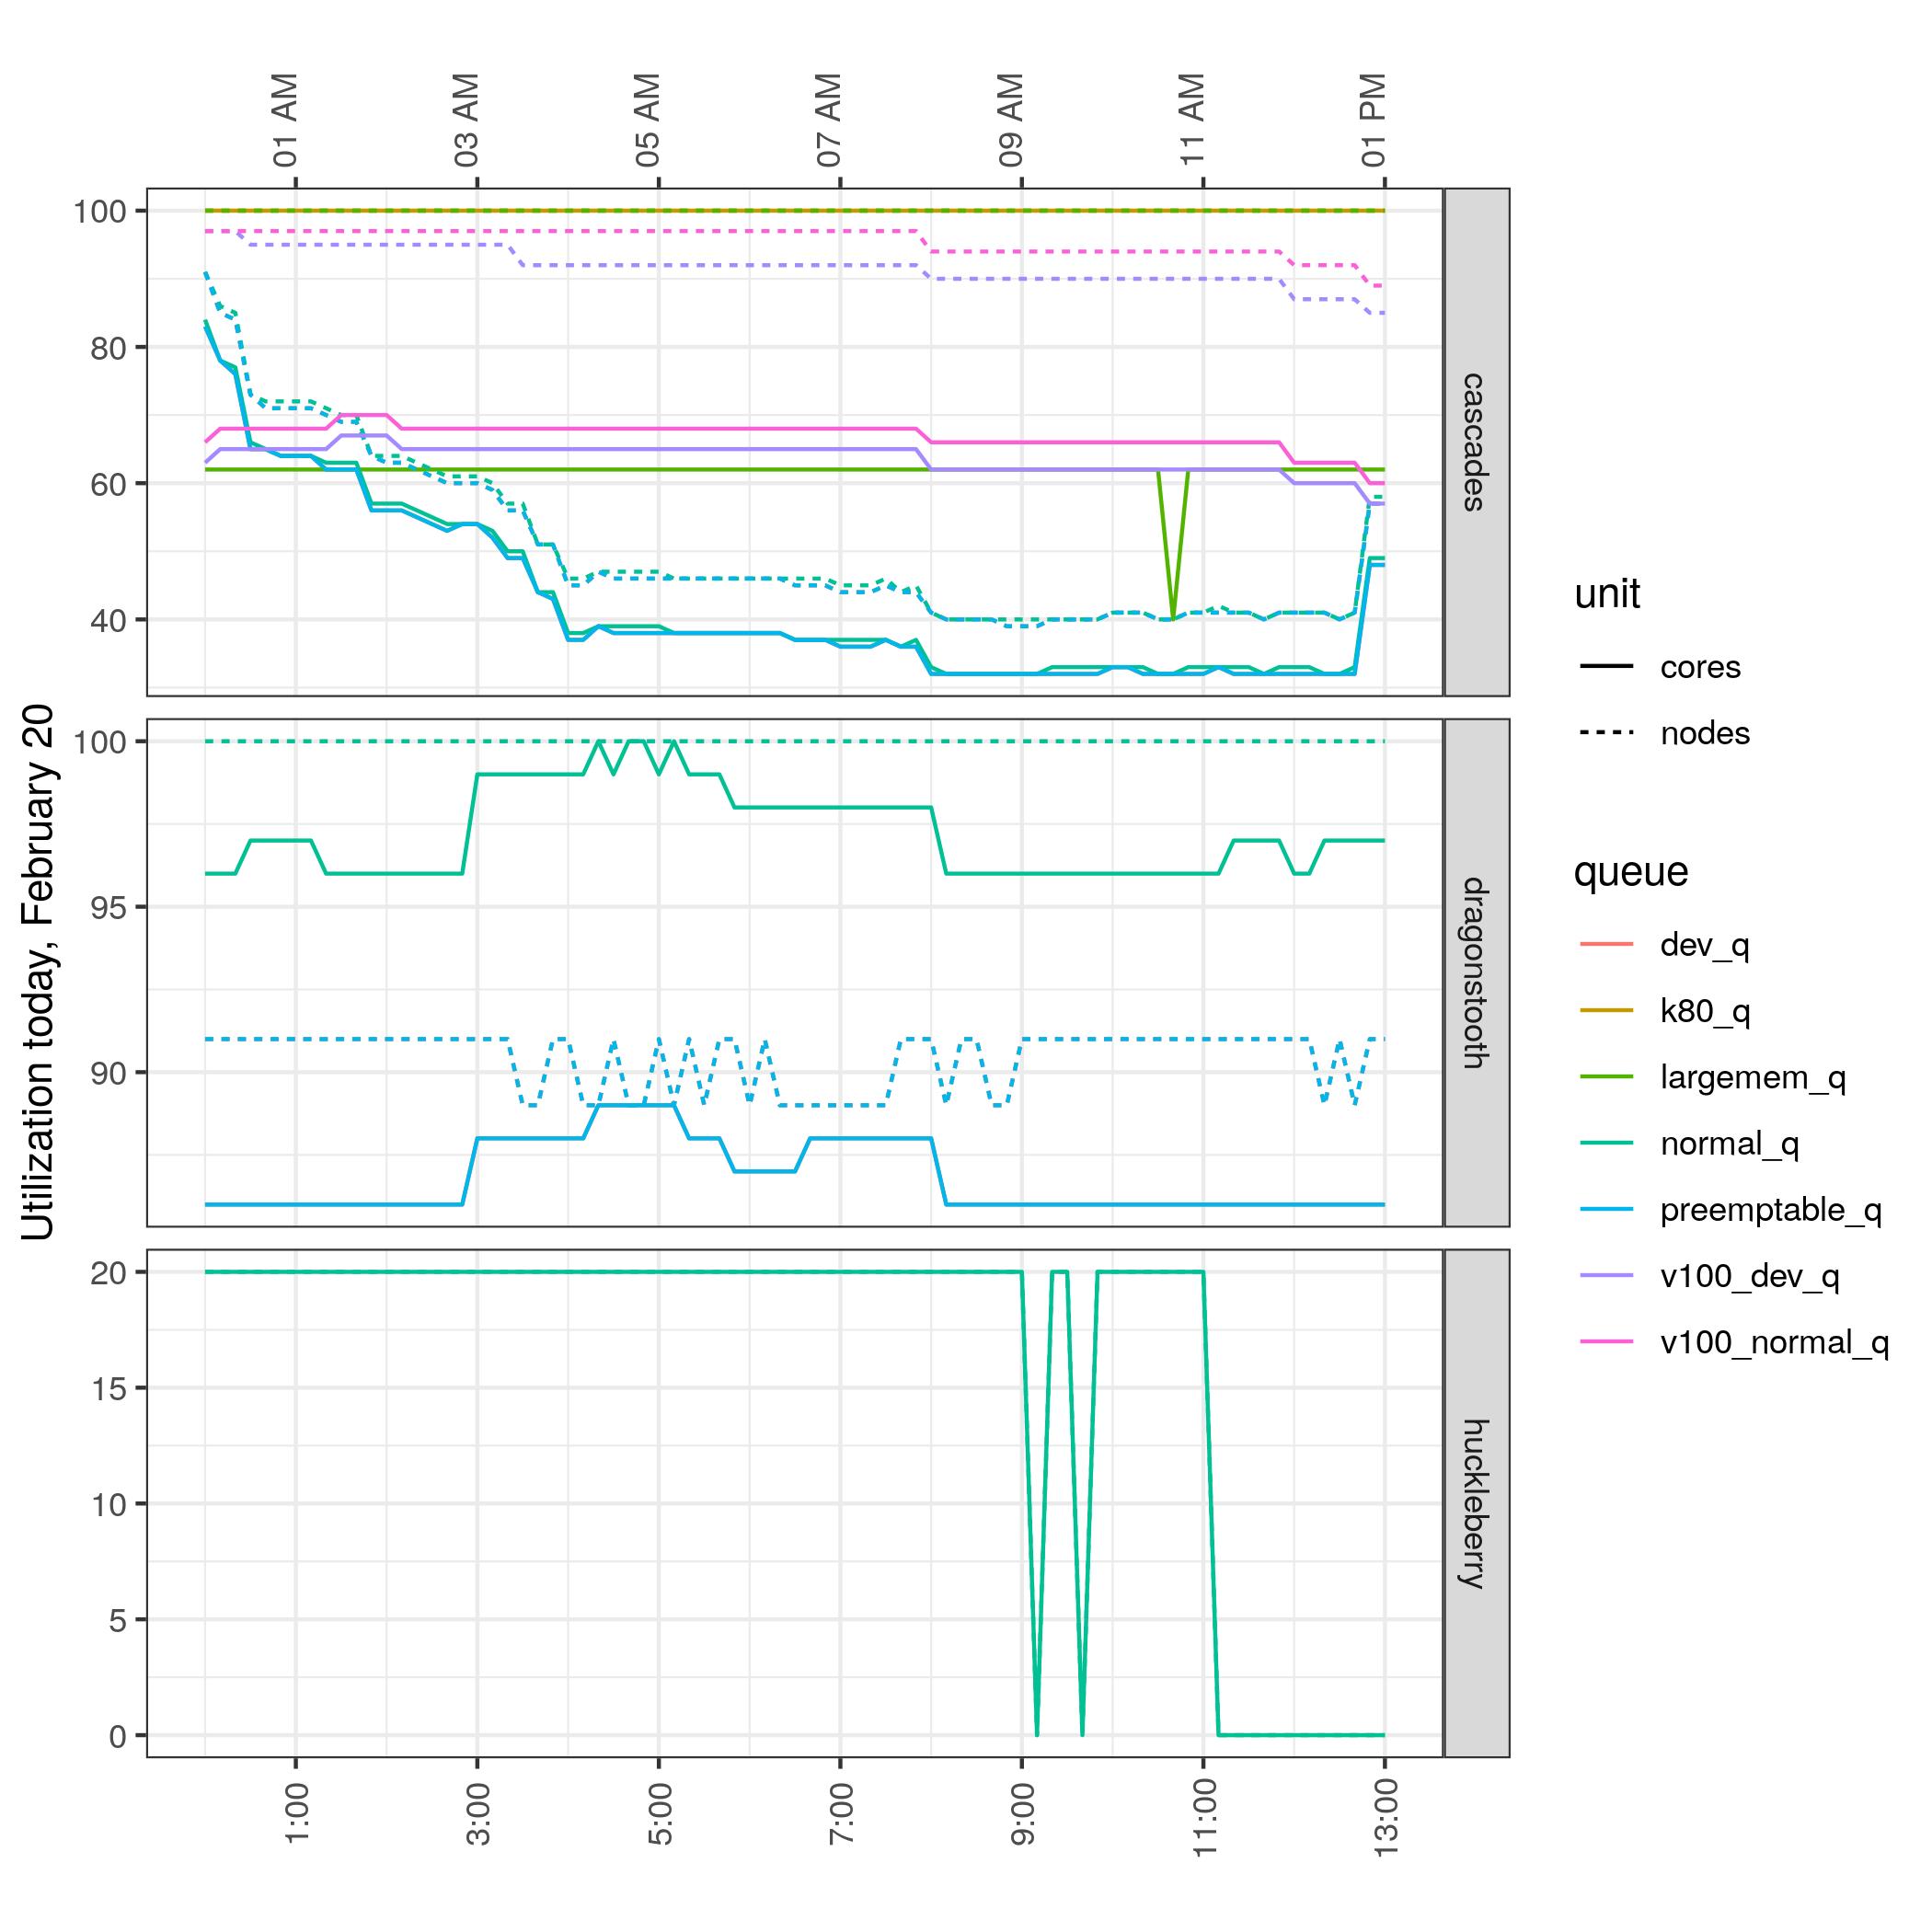 01 AM
03 AM
05 AM
07 AM
09 AM
11 AM
01 PM
100
80
60
40
cascades
100
95
90
dragonstooth
20
15
10
5
0
huckleberry
1:00
3:00
5:00
7:00
9:00
11:00
13:00
Utilization today, February 20
unit
cores
nodes
queue
dev_q
k80_q
largemem_q
normal_q
preemptable_q
v100_dev_q
v100_normal_q